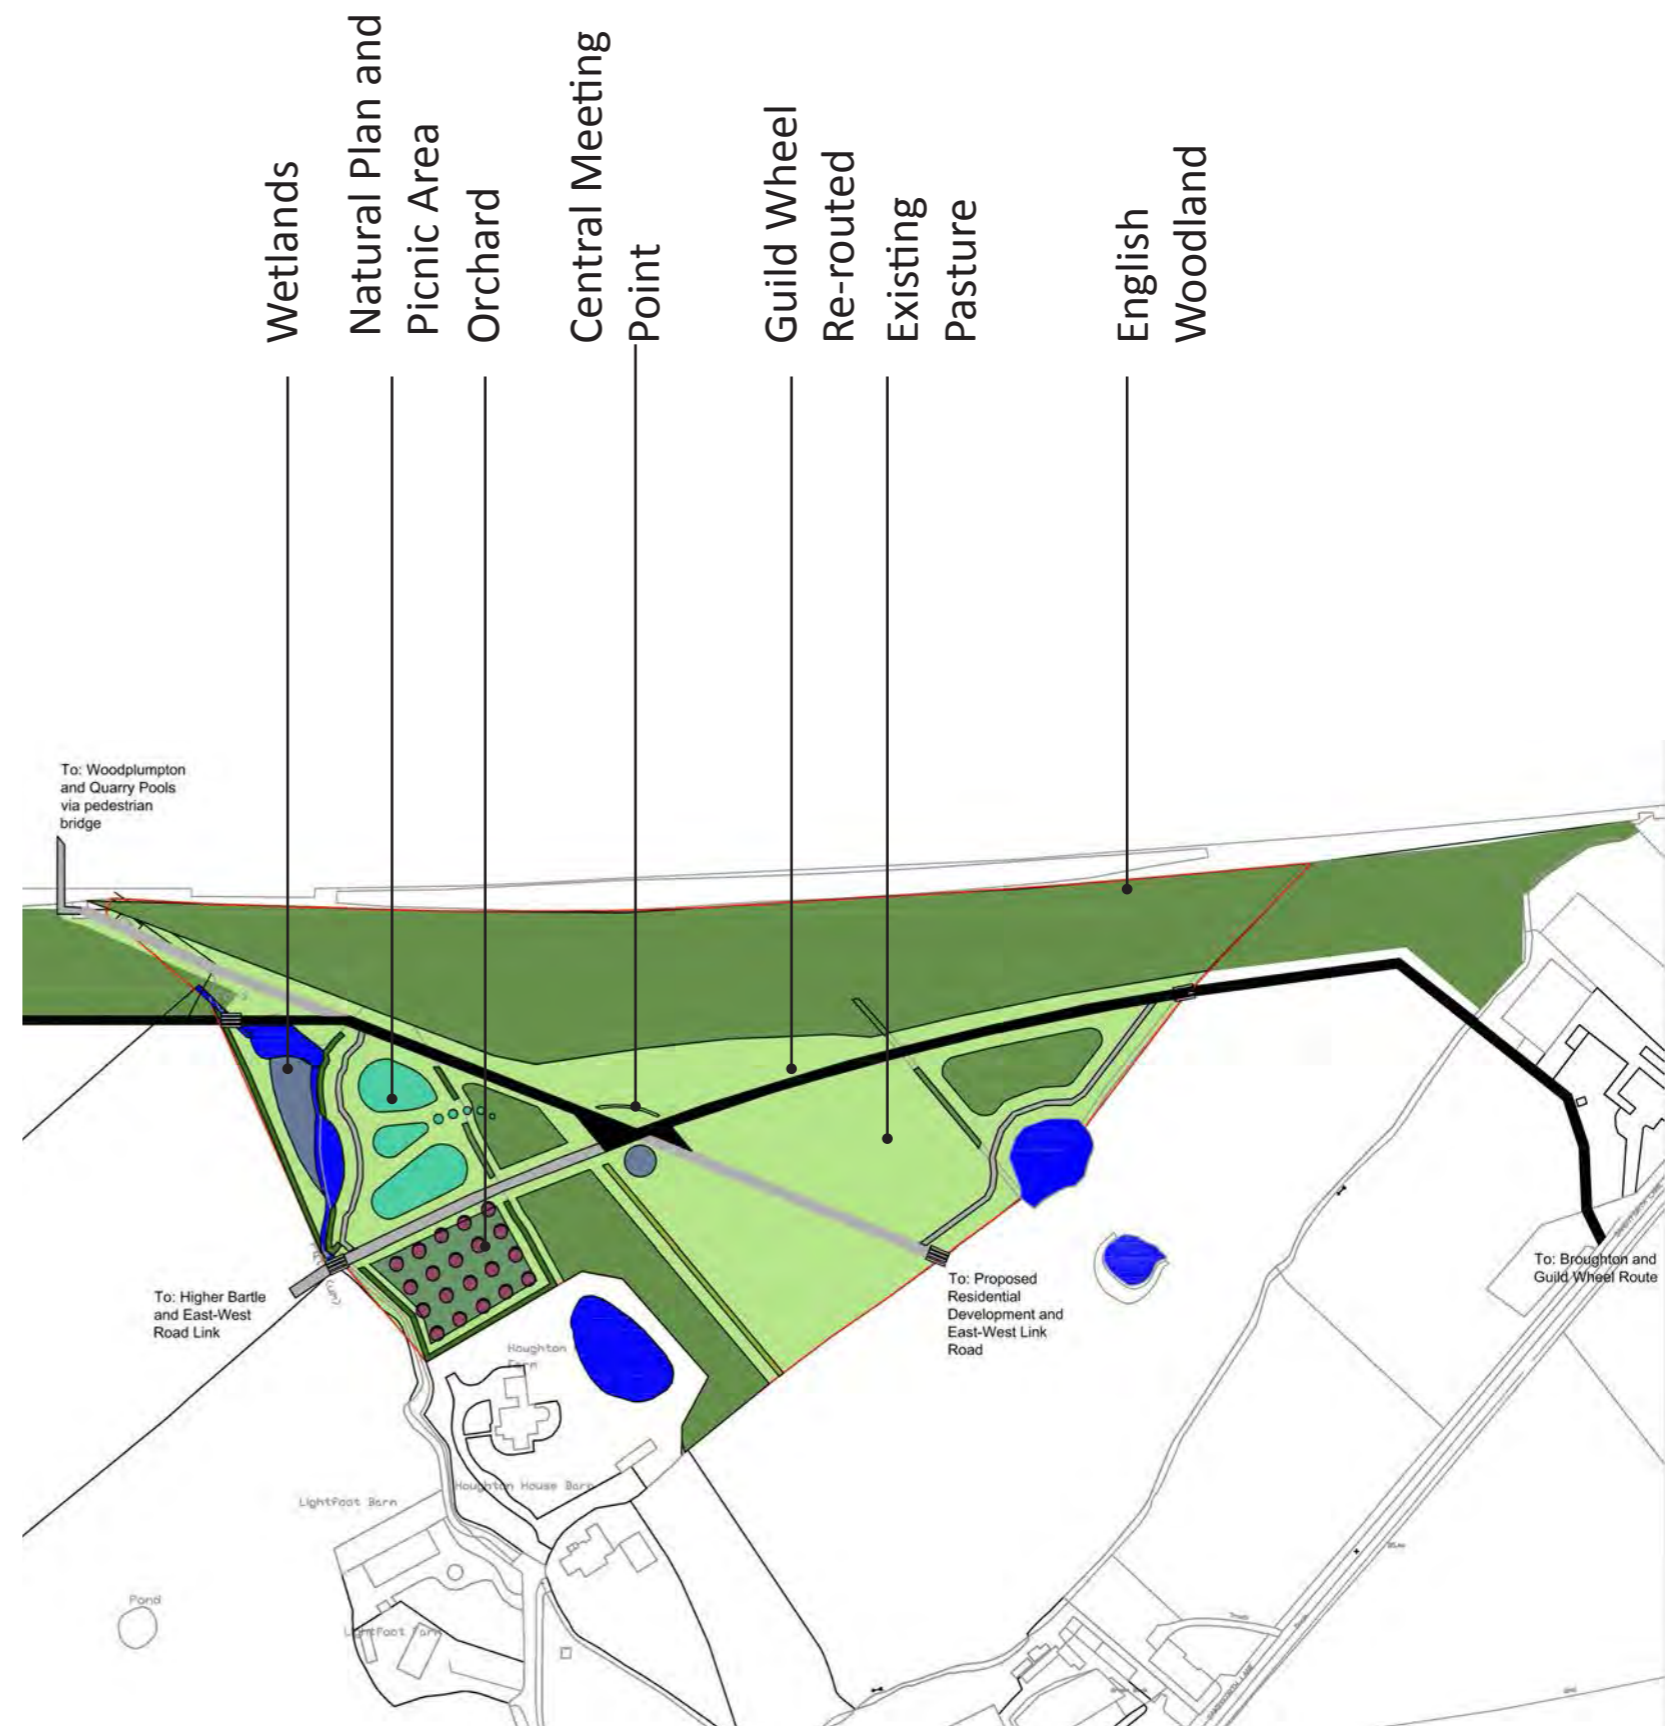 Wetlands
Natural Plan and
Picnic Area
Orchard
Central Meeting
Point
Guild Wheel
Re-routed
Existing
Pasture
English
Woodland
To: Woodplumpton
and Quarry Pools
via pedestrian
bridge
To: Higher Bartle
and East-West
Road Link
To: Proposed
Residential
Development and
East-West Link
Road
To: Broughton and
Guild Wheel Route
Houghton
Farm
Houghton House Barn
Lightfoot Barn
Lightfoot Farm
Pond